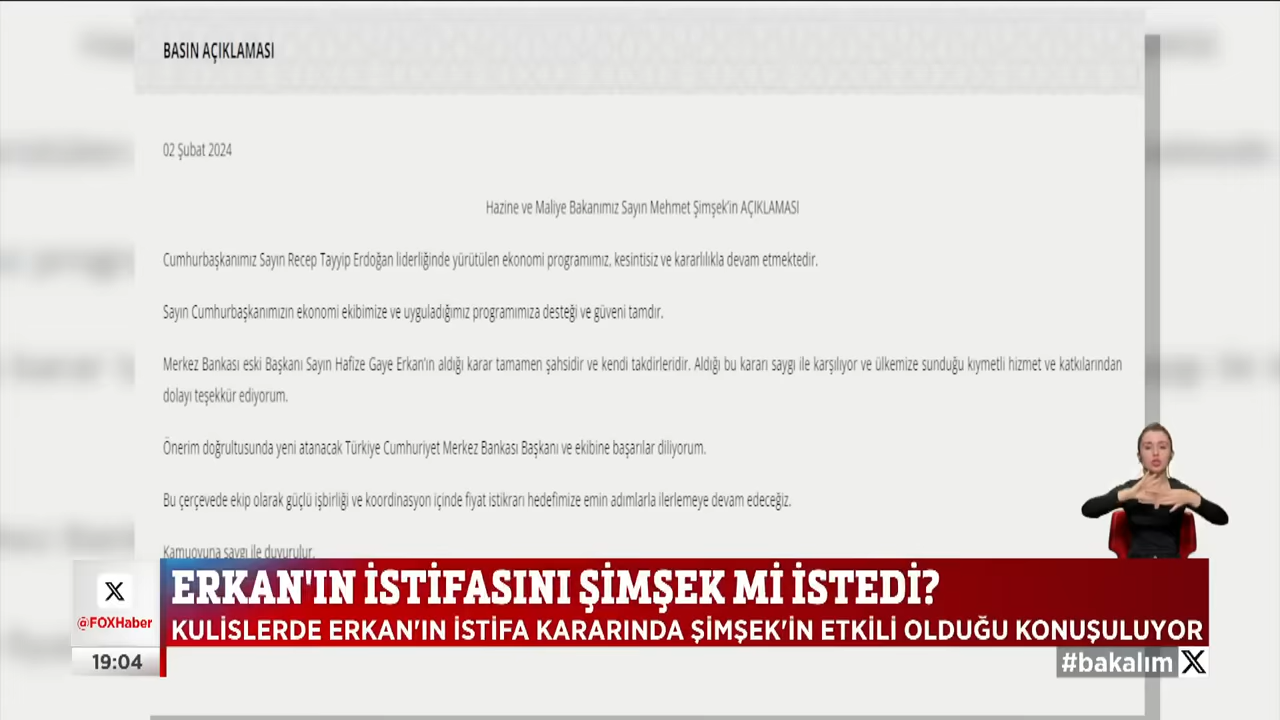 BASIN AÇIKLAMASI
02 Şubat 2024
Hazine ve Maliye Bakanımız Sayın Mehmet Şimşek'in AÇIKLAMASI
Cumhurbaşkanımız Sayın Recep Tayyip Erdoğan liderliğinde yürütülen ekonomi programımız, kesintisiz ve kararlılıkla devam etmektedir.
Sayın Cumhurbaşkanımızın ekonomi ekibimize ve uyguladığımız programımıza desteği ve güveni tamdır.
Merkez Bankası eski Başkanı Sayın Hafize Gaye Erkan'ın aldığı karar tamamen şahsidir ve kendi takdirleridir. Aldığı bu kararı saygı ile karşılıyor ve ülkemize sunduğu kıymetli hizmet ve katkılarından
dolayı teşekkür ediyorum.
Önerim doğrultusunda yeni atanacak Türkiye Cumhuriyet Merkez Bankası Başkanı ve ekibine başarılar diliyorum.
Bu çerçevede ekip olarak güçlü işbirliği ve koordinasyon içinde fiyat istikrarı hedefimize emin adımlarla ilerlemeye devam edeceğiz.
Kamuoyuna saygı ile duyurulur.
ERKAN'IN İSTİFASINI ŞİMŞEK Mİ İSTEDİ?
@FOXHaber
KULİSLERDE ERKAN'IN İSTİFA KARARINDA ŞİMŞEK'İN ETKİLİ OLDUĞU KONUŞULUYOR
19:04
#bakalım X